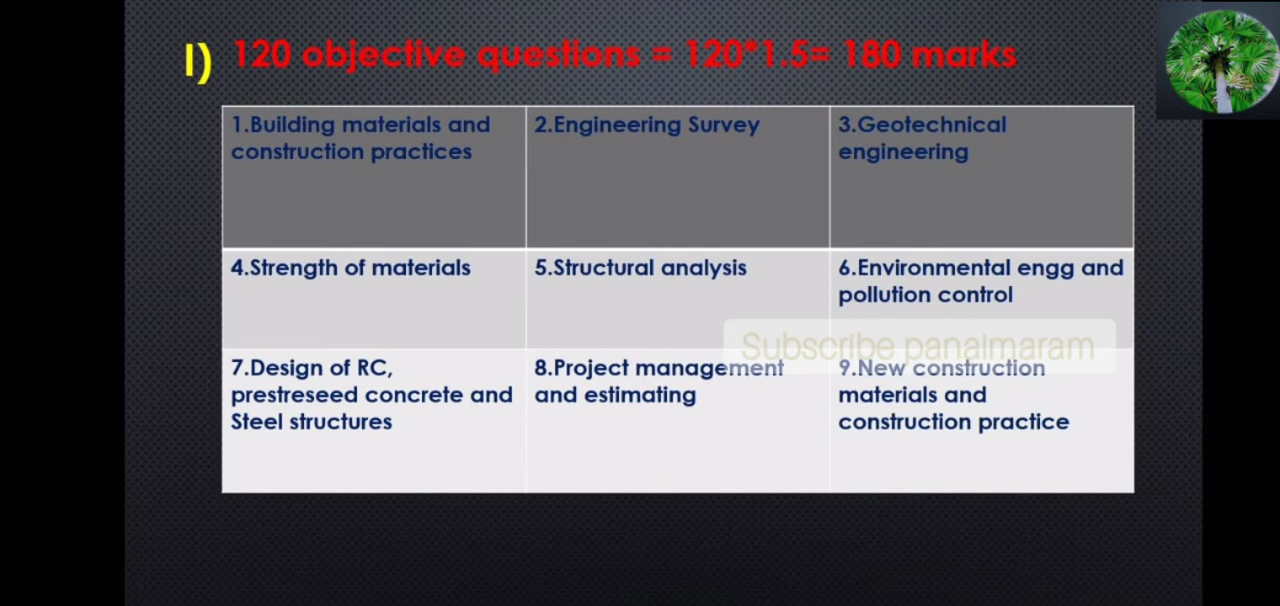 I) 120 objective questions = 120*1.5= 180 marks
1.Building materials and
construction practices
2.Engineering Survey
3.Geotechnical
engineering
4.Strength of materials
5.Structural analysis
6.Environmental engg and
pollution control
7.Design of RC,
prestreseed concrete and
Steel structures
8.Project management
and estimating
9.New construction
materials and
construction practice
Subscribe panaimaram